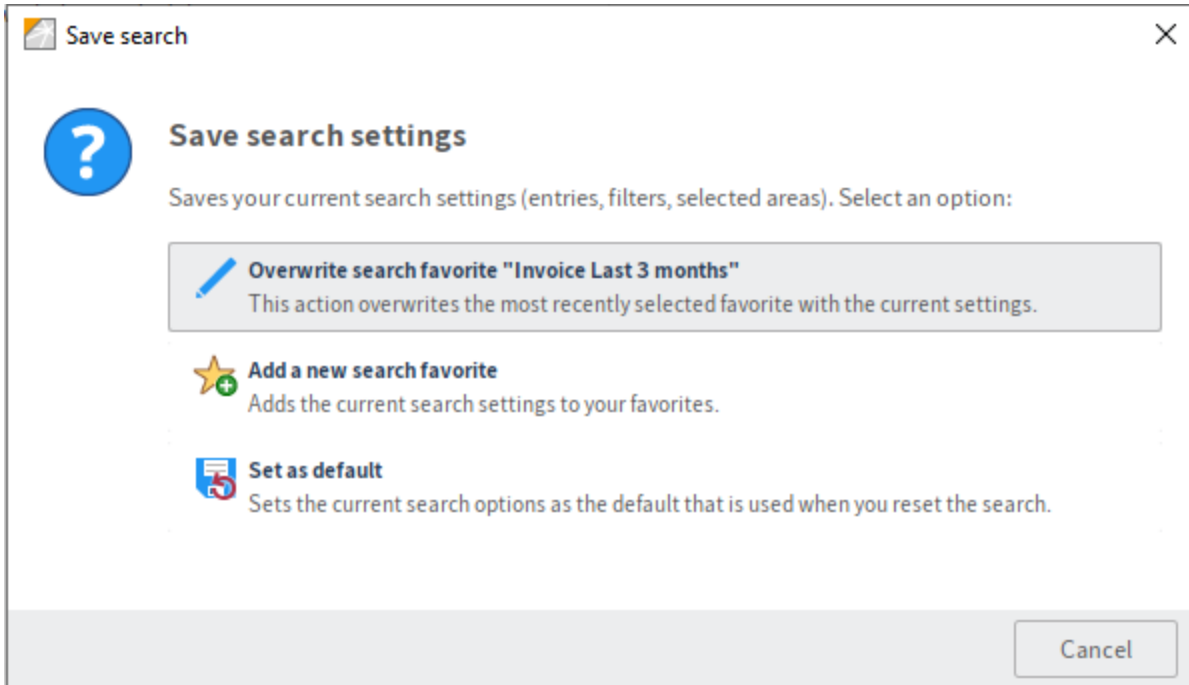 Save search
Save search settings
Saves your current search settings (entries, filters, selected areas). Select an option:
Overwrite search favorite "Invoice Last 3 months"
This action overwrites the most recently selected favorite with the current settings.
Add a new search favorite
Adds the current search settings to your favorites.
Set as default
Sets the current search options as the default that is used when you reset the search.
Cancel